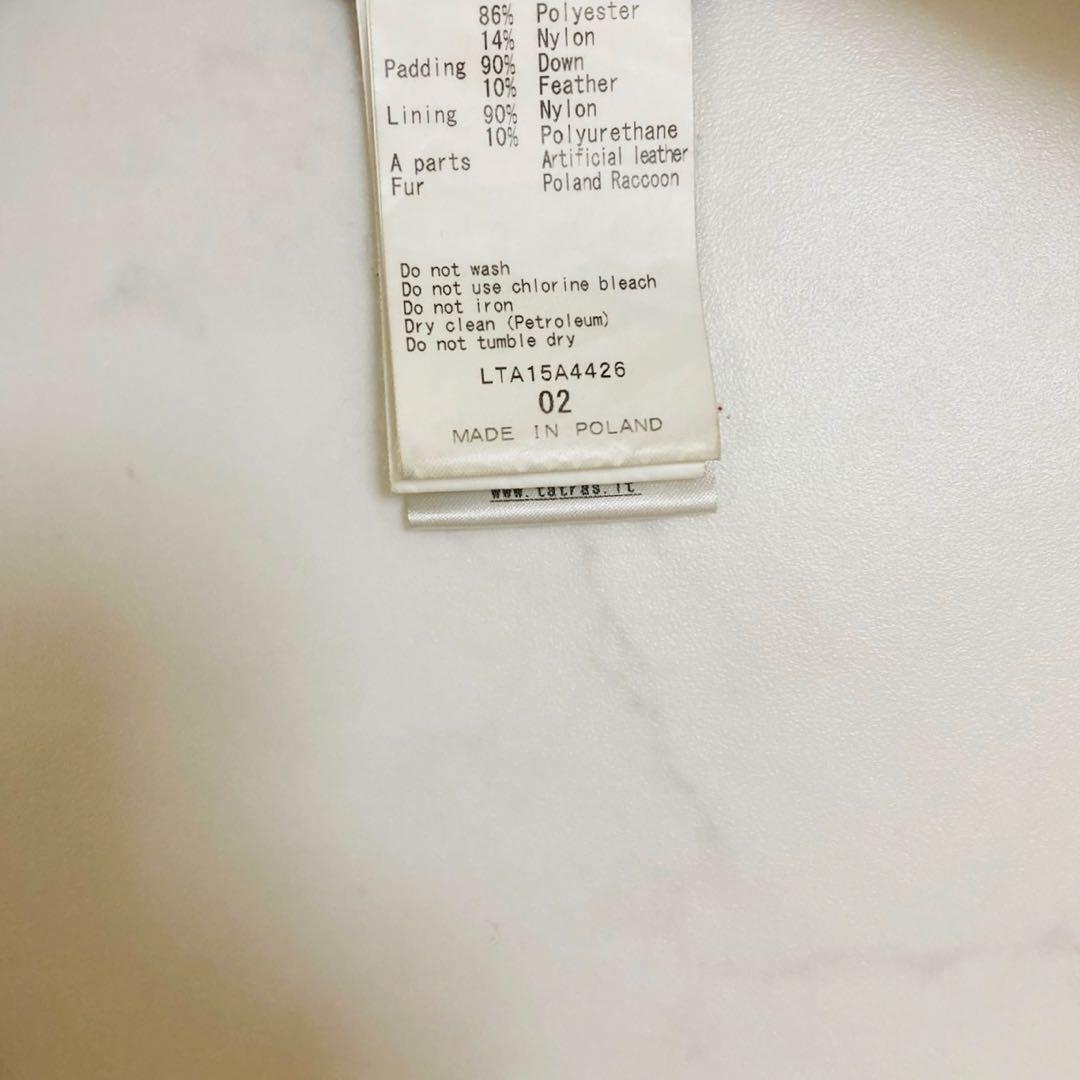 86% Polyester
14% Nylon
Padding 90% Down
10% Feather
Lining 90% Nylon
10% Polyurethane
A parts Artificial leather
Fur Poland Raccoon
Do not wash
Do not use chlorine bleach
Do not iron
Dry clean (Petroleum)
Do not tumble dry
LTA15A4426
02
MADE IN POLAND
www.tatras.it